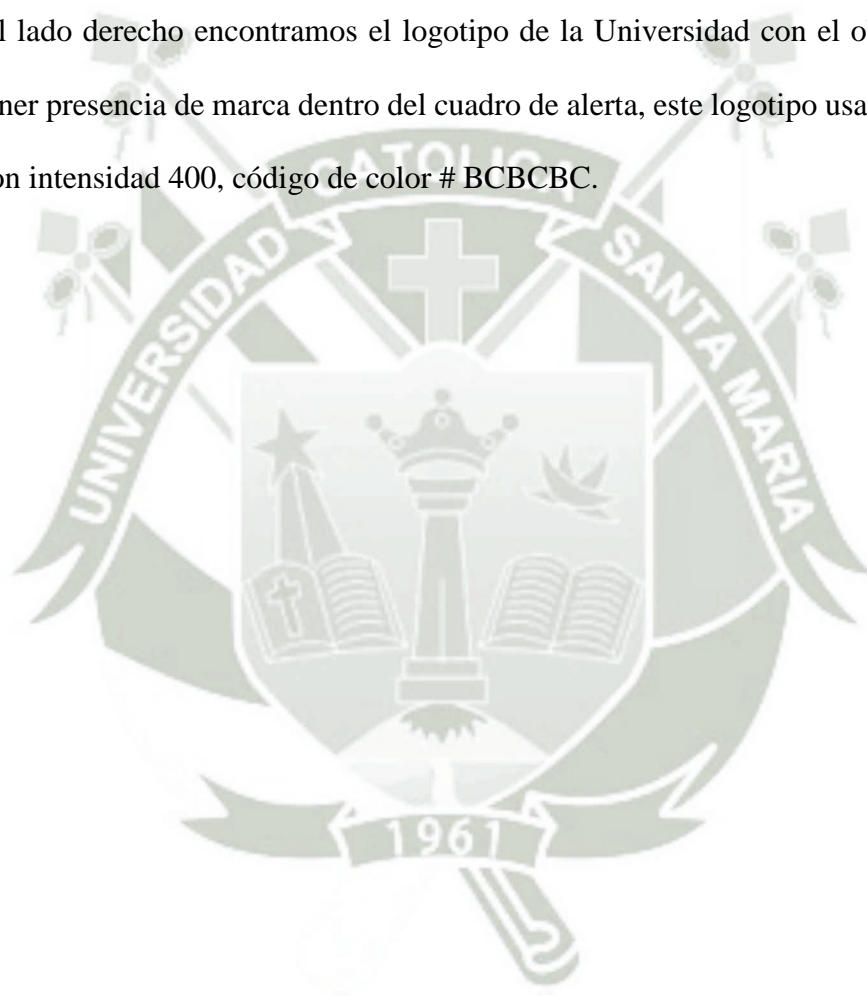 l lado derecho encontramos el logotipo de la Universidad con el o
ner presencia de marca dentro del cuadro de alerta, este logotipo usa
on intensidad 400, código de color # BCBCBC.
UNIVERSIDAD CATOLICA SANTA MARIA
1961